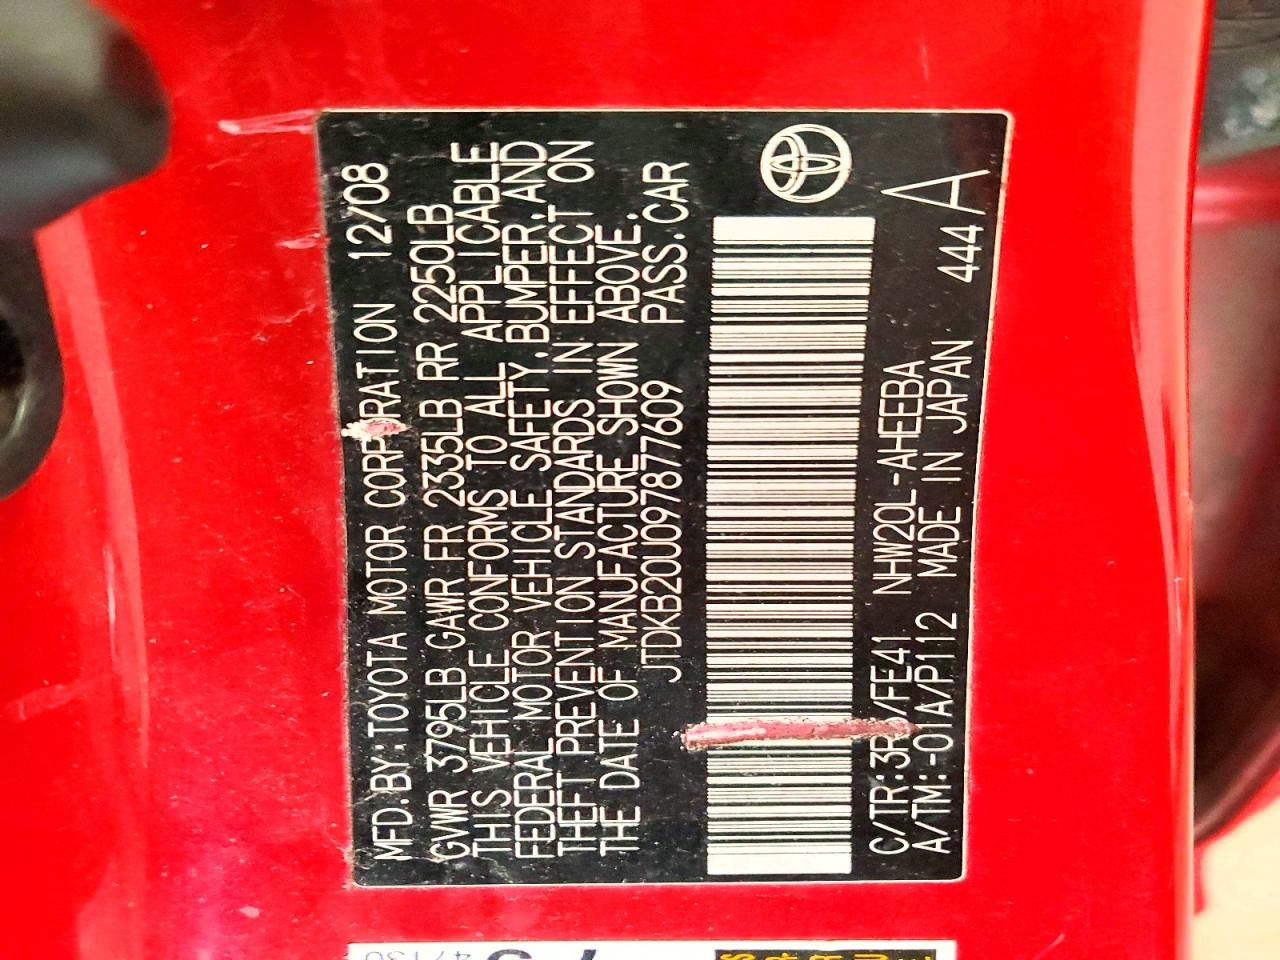 MFD.BY:TOYOTA MOTOR CORPORATION 12/08
GVWR 3795LB GAWR FR 2335LB RR 2250LB
THIS VEHICLE CONFORMS TO ALL APPLICABLE
FEDERAL MOTOR VEHICLE SAFETY,BUMPER,AND
THEFT PREVENTION STANDARDS IN EFFECT ON
THE DATE OF MANUFACTURE SHOWN ABOVE.
JTDKB20U097877609 PASS.CAR
C/TR: /FE41 NHW20L-AHEEBA
A/TM:-01A/P112 MADE IN JAPAN 444 A